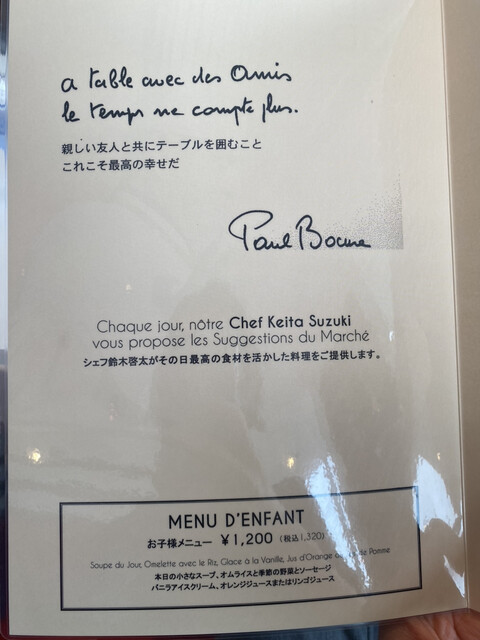 a table avec des Amis
le temps ne compte plus.
親しい友人と共にテーブルを囲むこと
これこそ最高の幸せだ
Paul Bocuse
Chaque jour, nôtre Chef Keita Suzuki
vous propose les Suggestions du Marché
シェフ鈴木啓太がその日最高の食材を活かした料理をご提供します。
MENU D'ENFANT
お子様メニュー ¥1,200 (税込1,320)
Soupe du Jour, Omelette avec le Riz, Glace à la Vanille, Jus d'Orange de Pomme
本日の小さなスープ、オムライスと季節の野菜とソーセージ
バニラアイスクリーム、オレンジジュースまたはリンゴジュース